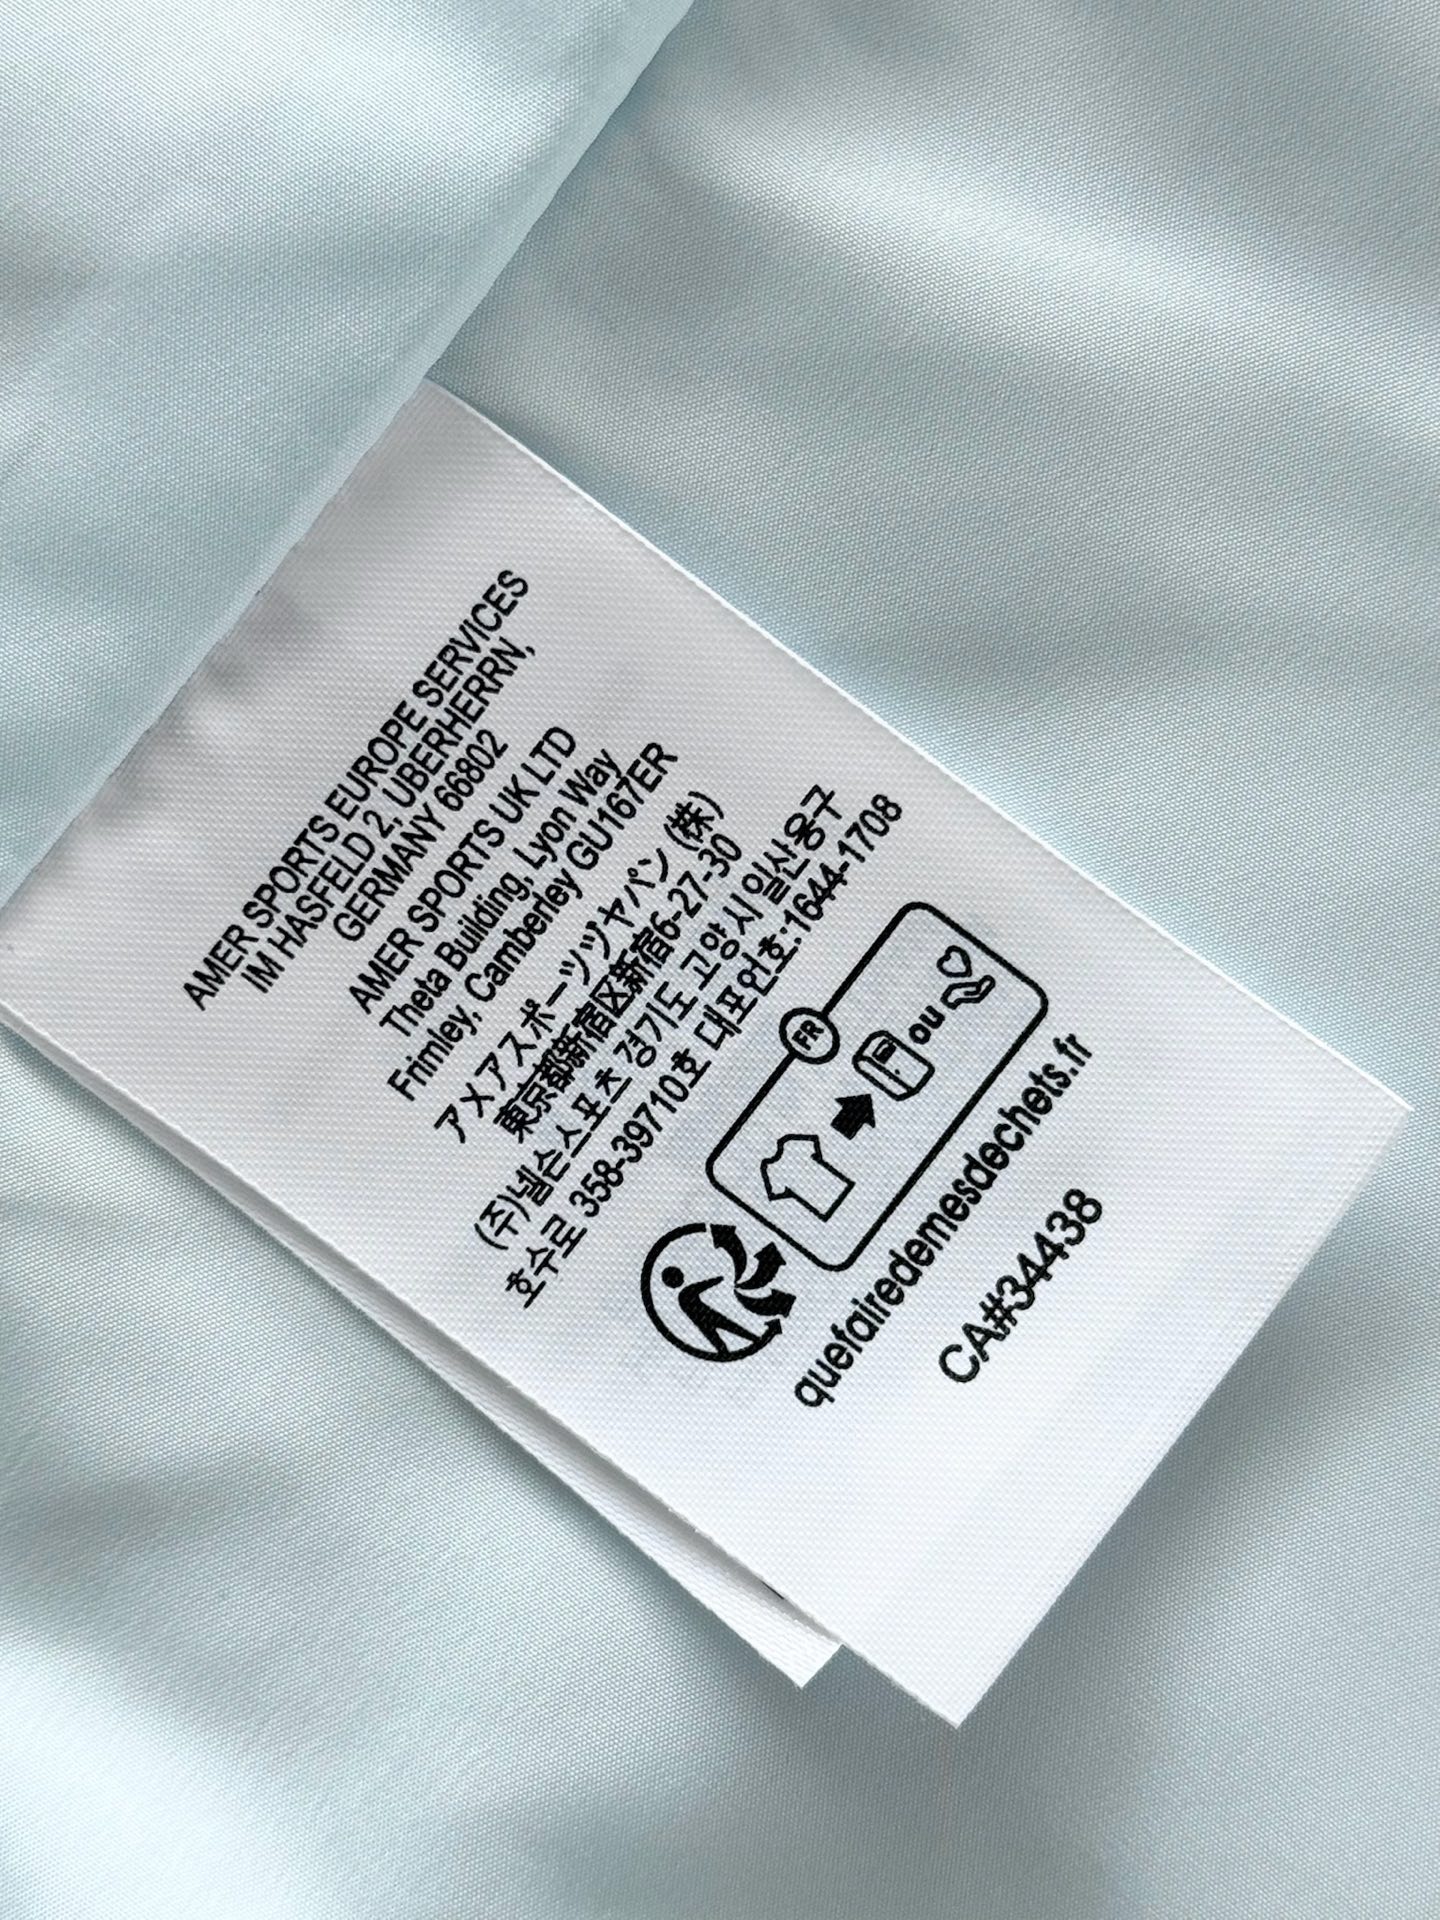 AMER SPORTS EUROPE SERVICES
IM HASFELD 2, UBERHERRN,
GERMANY 66802
AMER SPORTS UK LTD
Theta Building, Lyon Way
Frimley, Camberley GU167ER
アメアスポーツツヤパン (株)
東京都新宿区新宿6-27-30
(주)넬슨스포츠 경기도 고양시 일산옹구
호수로 358-39710호 대표언호:1644-1708
FR
ou
quefairedemesdechets.fr
CA#34438